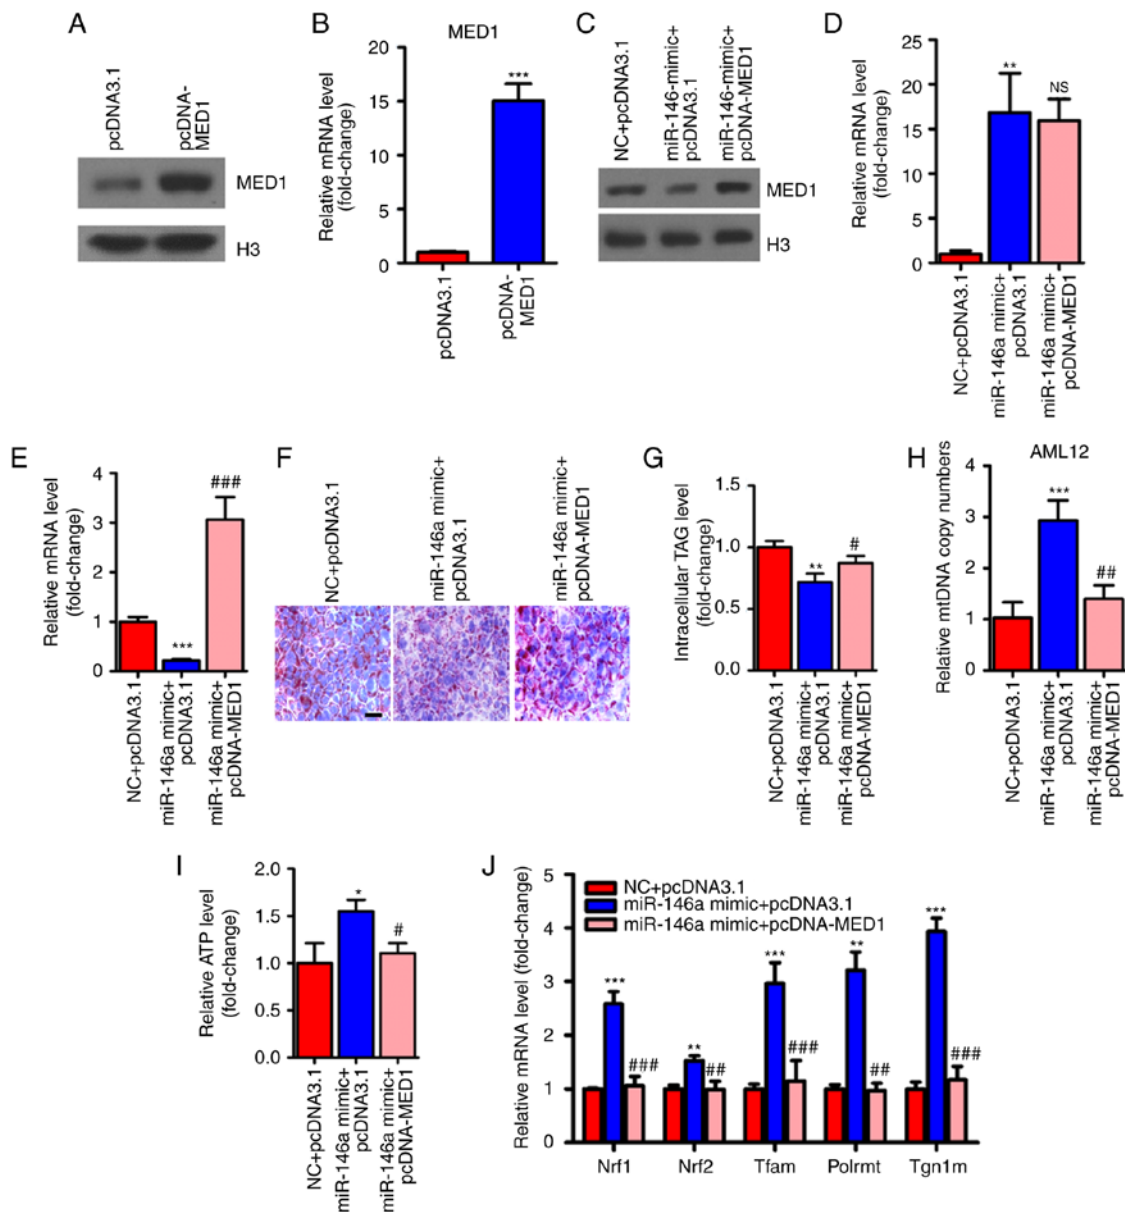 A
pcDNA3.1
pcDNA-
MED1
MED1
H3
B
MED1
Relative mRNA level
(fold-change)
20
15
10
5
0
***
pcDNA3.1
pcDNA-
MED1
C
NC+pcDNA3.1
miR-146-mimic+
pcDNA3.1
miR-146-mimic+
pcDNA-MED1
MED1
H3
D
Relative mRNA level
(fold-change)
25
20
15
10
5
0
**
NS
NC+pcDNA3.1
miR-146a mimic+
pcDNA3.1
miR-146a mimic+
pcDNA-MED1
E
Relative mRNA level
(fold-change)
4
3
2
1
0
***
###
NC+pcDNA3.1
miR-146a mimic+
pcDNA3.1
miR-146a mimic+
pcDNA-MED1
F
NC+pcDNA3.1
miR-146a mimic+
pcDNA3.1
miR-146a mimic+
pcDNA-MED1
G
Intracellular TAG level
(fold-change)
1.5
1.0
0.5
0.0
**
#
NC+pcDNA3.1
miR-146a mimic+
pcDNA3.1
miR-146a mimic+
pcDNA-MED1
H
AML12
Relative mtDNA copy numbers
4
3
2
1
0
***
##
NC+pcDNA3.1
miR-146a mimic+
pcDNA3.1
miR-146a mimic+
pcDNA-MED1
I
Relative ATP level
(fold-change)
2.0
1.5
1.0
0.5
0.0
*
#
NC+pcDNA3.1
miR-146a mimic+
pcDNA3.1
miR-146a mimic+
pcDNA-MED1
J
Relative mRNA level (fold-change)
5
4
3
2
1
0
NC+pcDNA3.1
miR-146a mimic+pcDNA3.1
miR-146a mimic+pcDNA-MED1
***
###
**
##
***
###
**
##
***
###
Nrf1
Nrf2
Tfam
Polrmt
Tgn1m